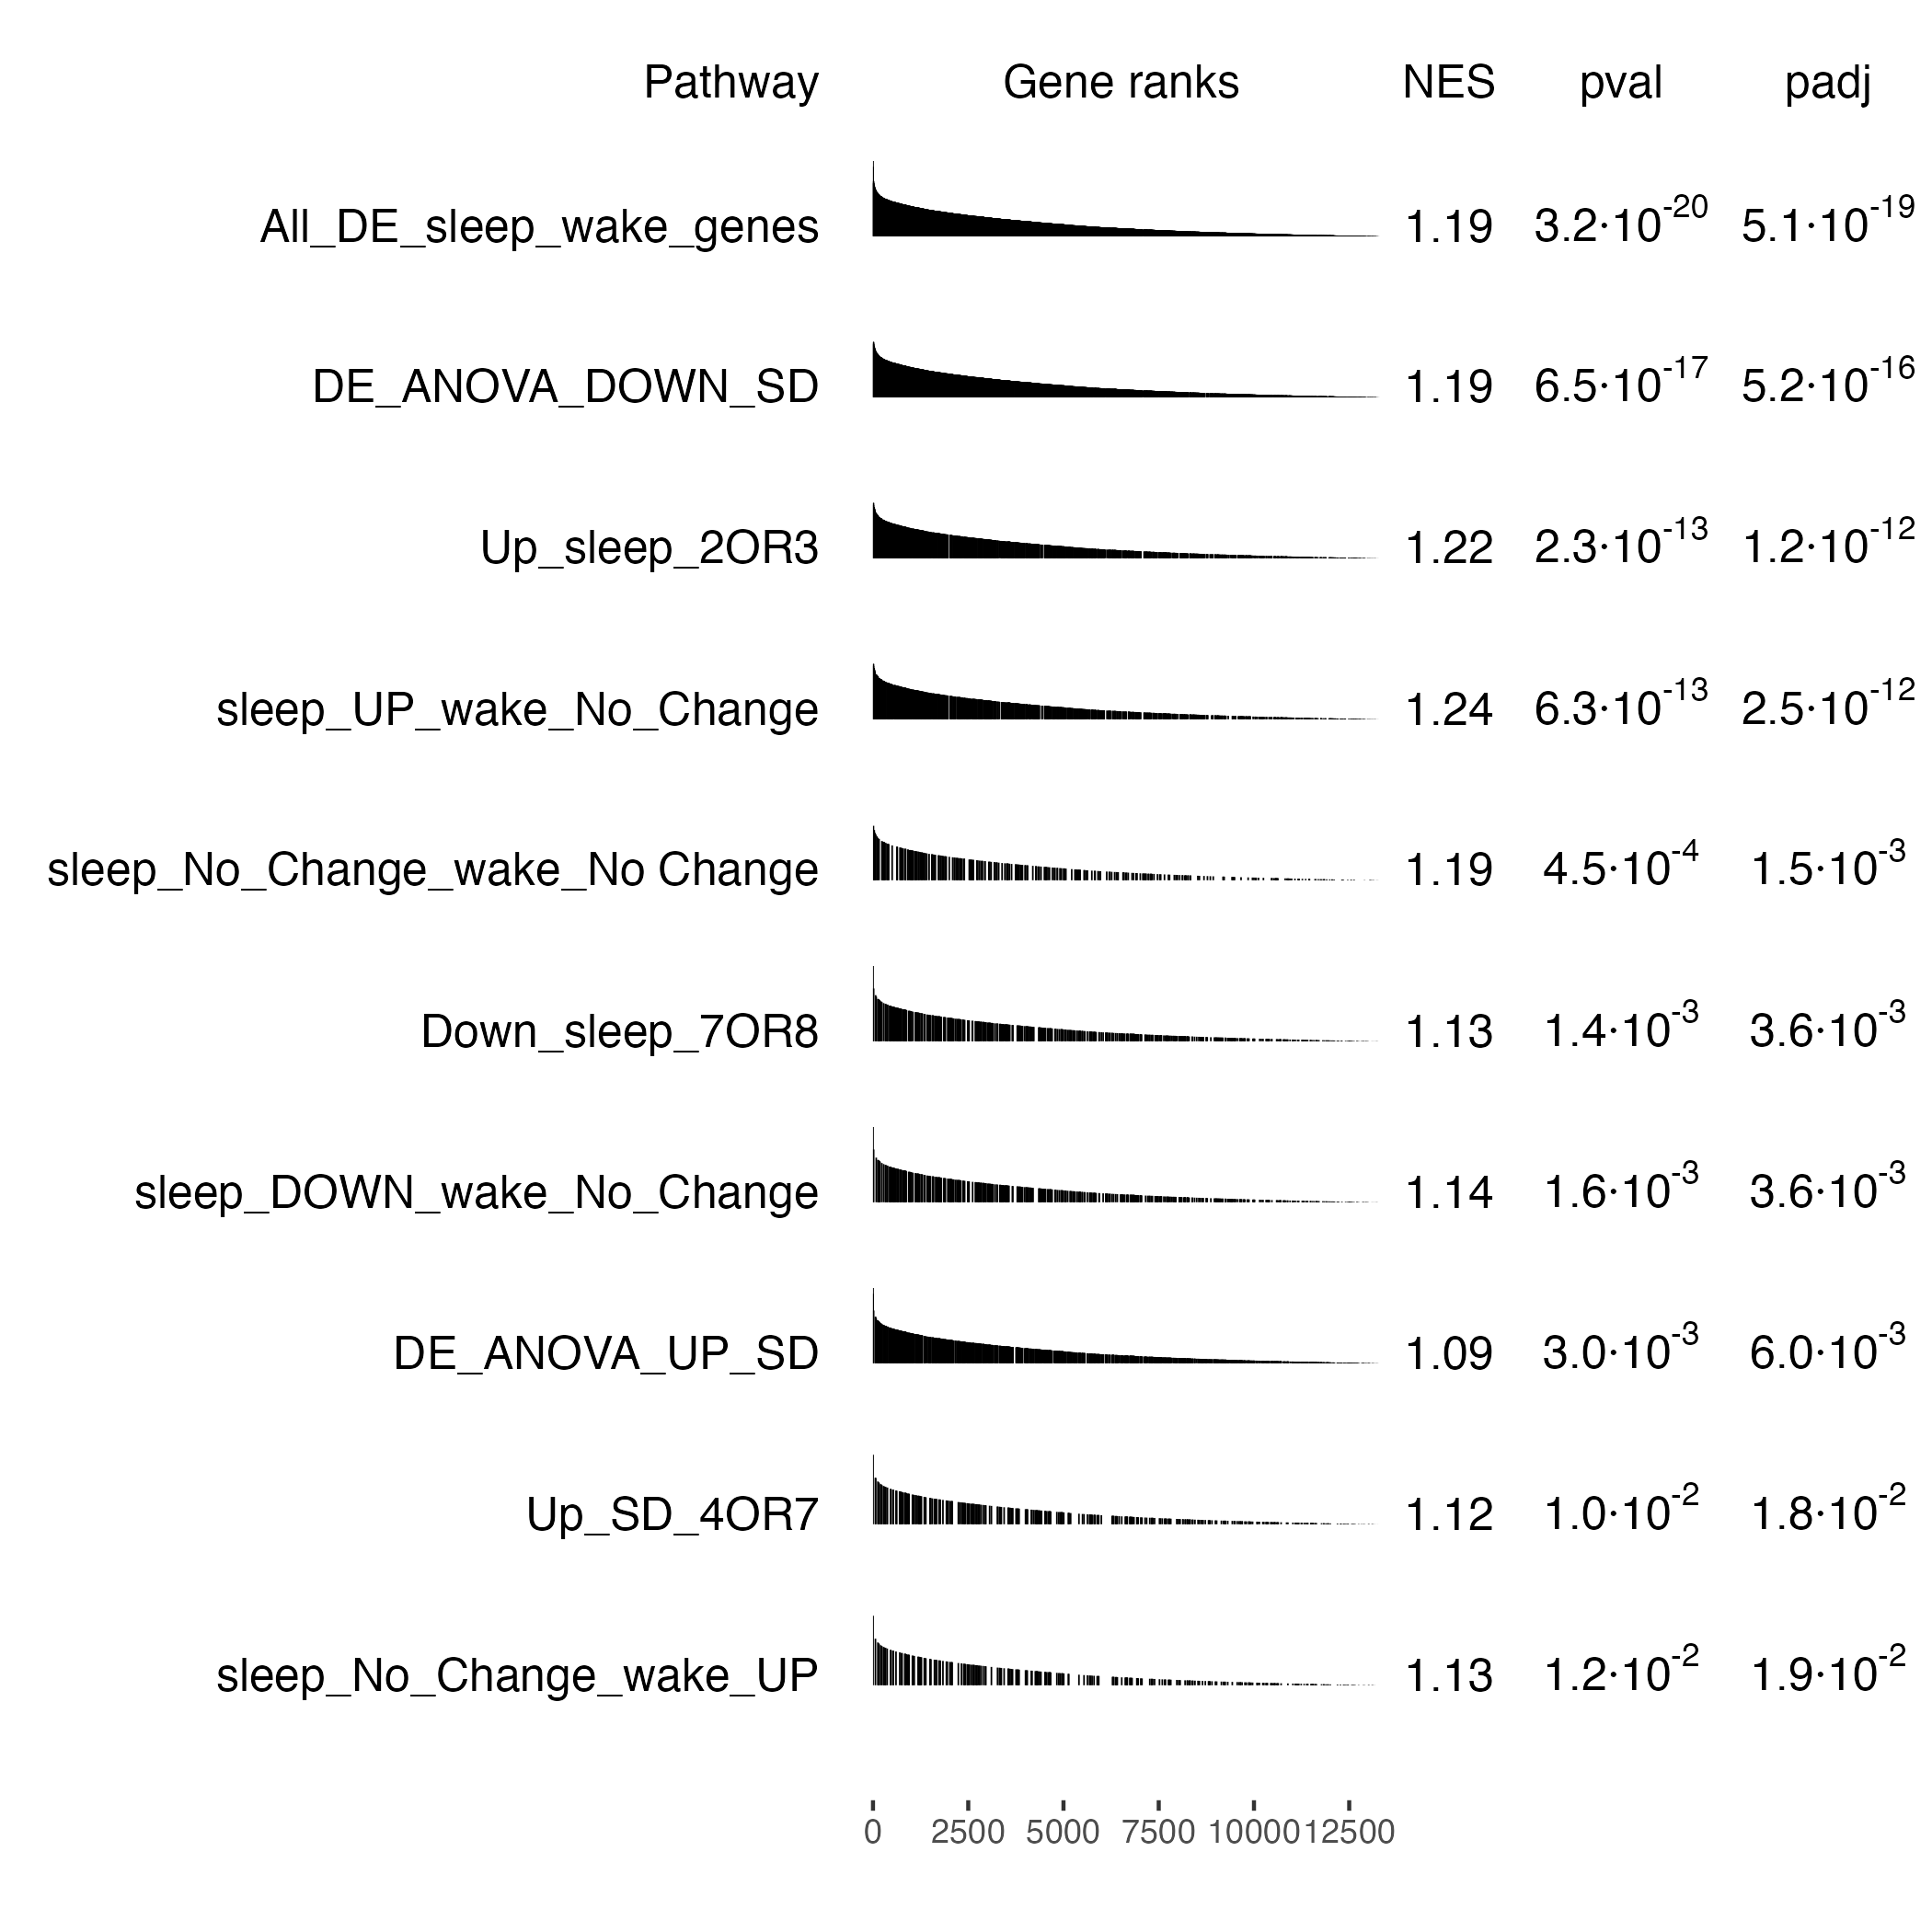 Pathway Gene ranks NES pval padj
All_DE_sleep_wake_genes 1.19 3.2·10^-20 5.1·10^-19
DE_ANOVA_DOWN_SD 1.19 6.5·10^-17 5.2·10^-16
Up_sleep_2OR3 1.22 2.3·10^-13 1.2·10^-12
sleep_UP_wake_No_Change 1.24 6.3·10^-13 2.5·10^-12
sleep_No_Change_wake_No Change 1.19 4.5·10^-4 1.5·10^-3
Down_sleep_7OR8 1.13 1.4·10^-3 3.6·10^-3
sleep_DOWN_wake_No_Change 1.14 1.6·10^-3 3.6·10^-3
DE_ANOVA_UP_SD 1.09 3.0·10^-3 6.0·10^-3
Up_SD_4OR7 1.12 1.0·10^-2 1.8·10^-2
sleep_No_Change_wake_UP 1.13 1.2·10^-2 1.9·10^-2
0 2500 5000 7500 10000 12500